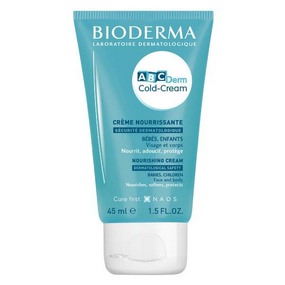 BIODERMA
LABORATOIRE DERMATOLOGIQUE
ABCDerm
Cold-Cream
CRÈME NOURRISSANTE
SÉCURITÉ DERMATOLOGIQUE
BÉBÉS, ENFANTS
Visage et corps
Nourrit, adoucit, protège
NOURISHING CREAM
DERMATOLOGICAL SAFETY
BABIES, CHILDREN
Face and body
Nourishes, softens, protects
Care first
NAOS
45 ml e 1.5 FL.OZ.